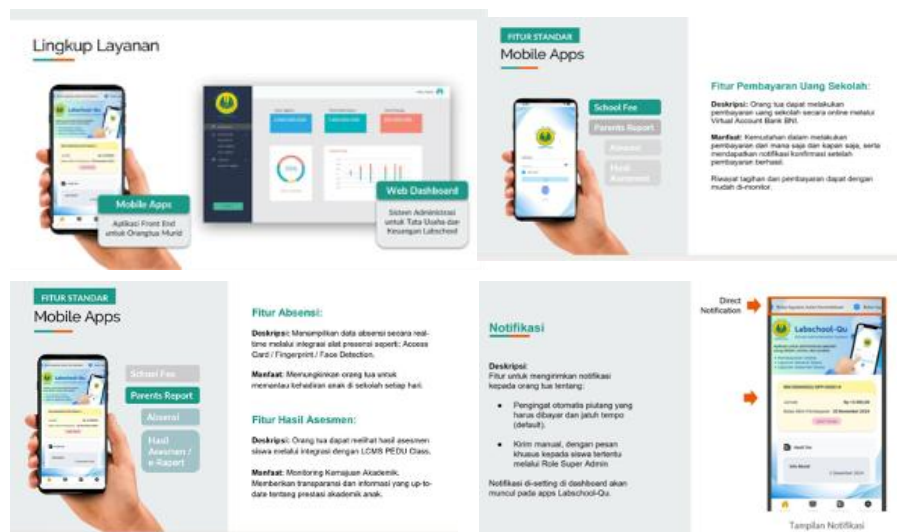 Lingkup Layanan
Labschool-Qu
Mobile Apps
Aplikasi Front End
untuk Orangtua Murid
Web Dashboard
Sistem Administrasi
untuk Tata Usaha dan
Keuangan Labschool
FITUR STANDAR
Mobile Apps
School Fee
Parents Report
Absensi
Hasil
Asesmen
Fitur Pembayaran Uang Sekolah:
Deskripsi: Orang tua dapat melakukan
pembayaran uang sekolah secara online melalui
Virtual Account Bank BNI.
Manfaat: Kemudahan dalam melakukan
pembayaran dari mana saja dan kapan saja, serta
mendapatkan notifikasi konfirmasi setelah
pembayaran berhasil.
Riwayat tagihan dan pembayaran dapat dengan
mudah di-monitor.
FITUR STANDAR
Mobile Apps
School Fee
Parents Report
Absensi
Hasil
Asesmen /
e Raport
Fitur Absensi:
Deskripsi: Menampilkan data absensi secara real-
time melalui integrasi alat presensi seperti: Access
Card / Fingerprint / Face Detection.
Manfaat: Memungkinkan orang tua untuk
memantau kehadiran anak di sekolah setiap hari.
Fitur Hasil Asesmen:
Deskripsi: Orang tua dapat melihat hasil asesmen
siswa melalui integrasi dengan LCMS PEDU Class.
Manfaat: Monitoring Kemajuan Akademik.
Memberikan transparansi dan informasi yang up-to-
date tentang prestasi akademik anak.
Notifikasi
Deskripsi:
Fitur untuk mengirimkan notifikasi
kepada orang tua tentang:
● Pengingat otomatis piutang yang
harus dibayar dan jatuh tempo
(default).
● Kirim manual, dengan pesan
khusus kepada siswa tertentu
melalui Role Super Admin
Notifikasi di-setting di dashboard akan
muncul pada apps Labschool-Qu.
Direct
Notification
Labschool-Qu
Tampilan Notifikasi